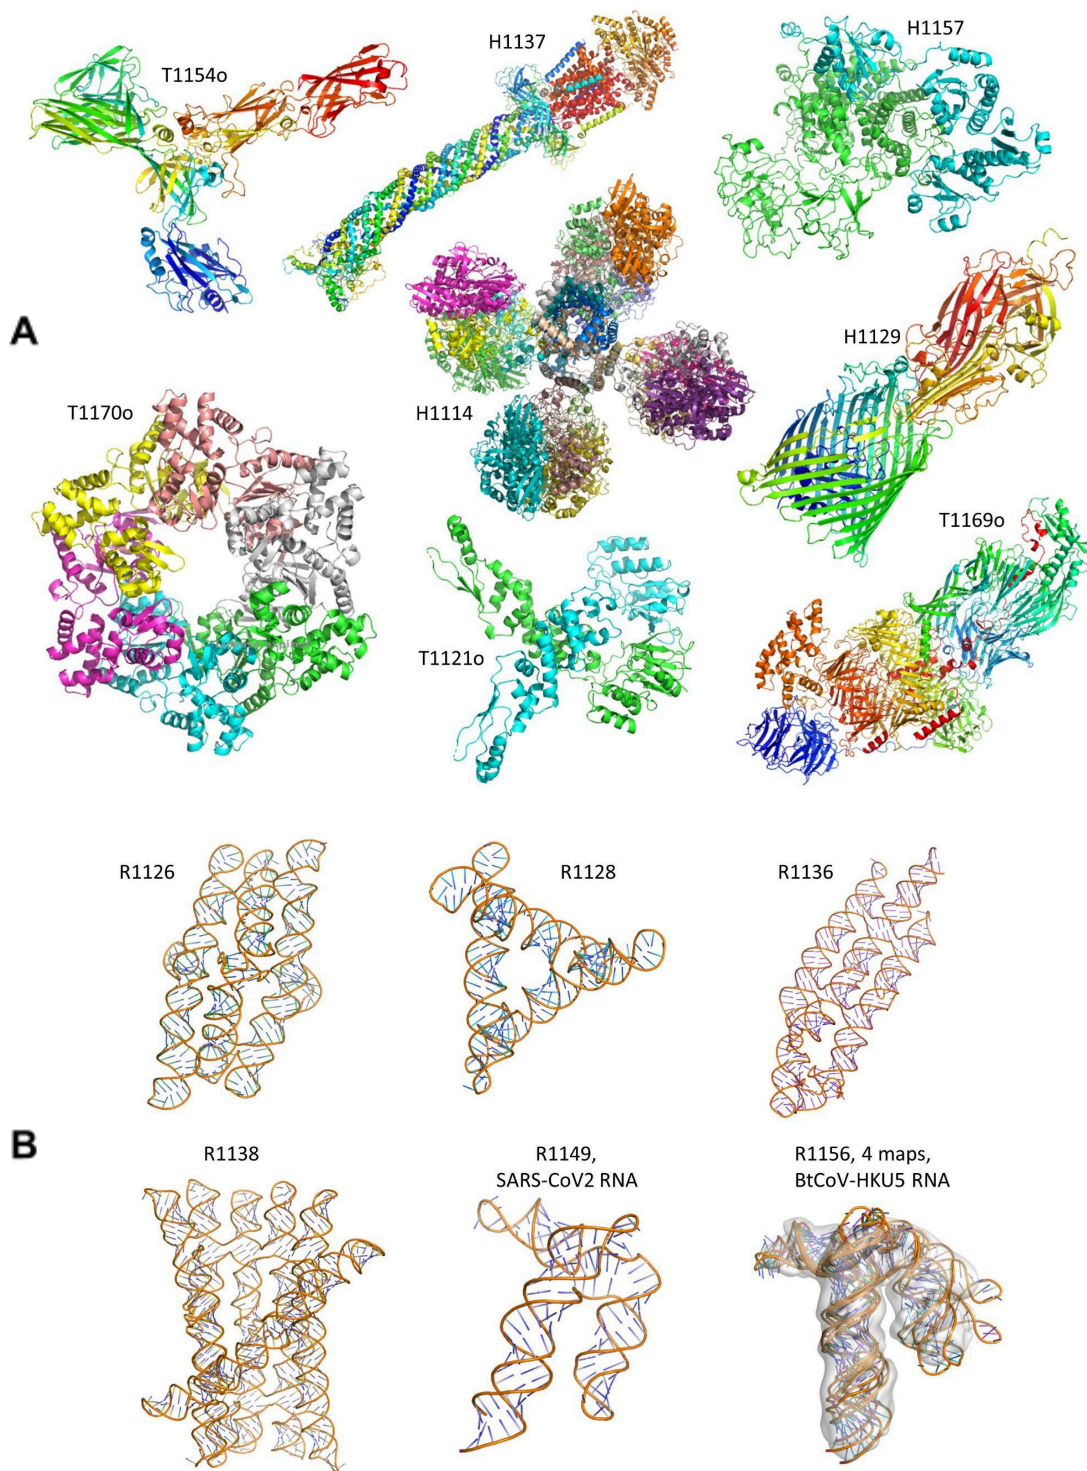 T1154o
H1137
H1157
A
H1129
T1170o
H1114
T1169o
T1121o
R1126
R1128
R1136
B
R1138
R1149,
SARS-CoV2 RNA
R1156, 4 maps,
BtCoV-HKU5 RNA